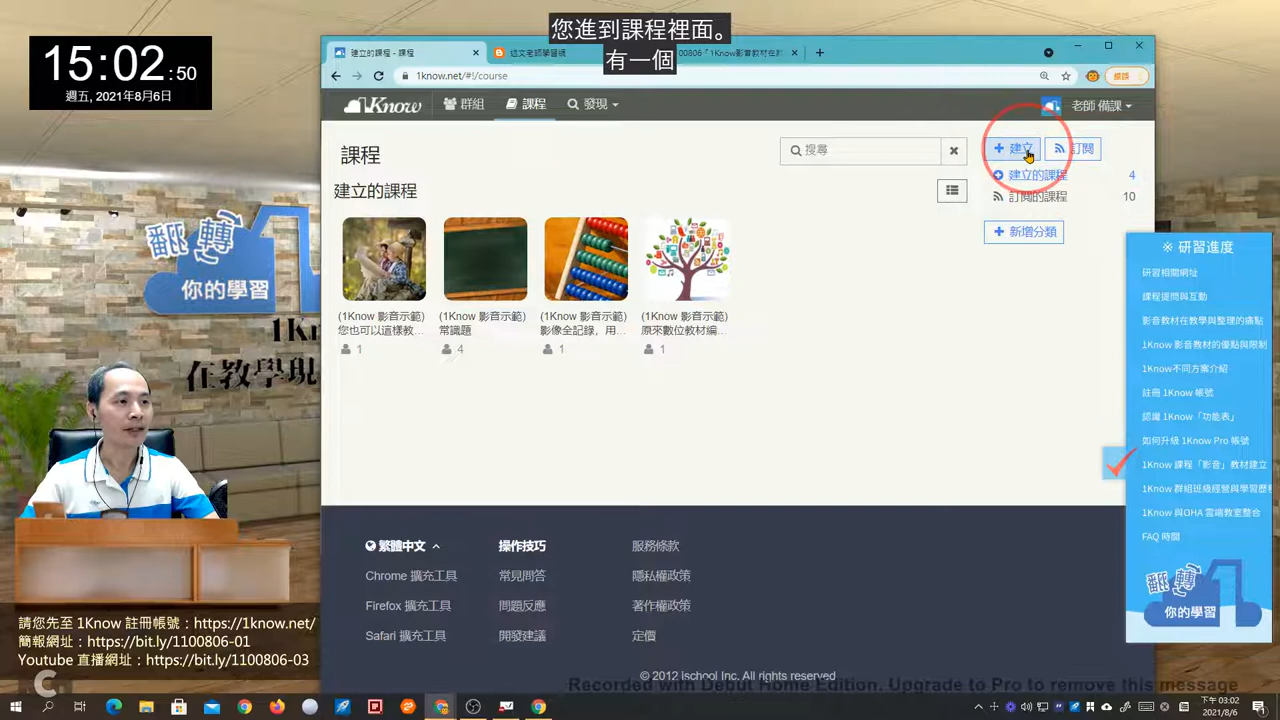 您進到課程裡面。
有一個
15:02:50
週五, 2021年8月6日
建立的課程 - 課程
1know.net/#!/course
1Know
群組
課程
發現
老師 備課
課程
搜尋
建立
訂閱
建立的課程
4
訂閱的課程
10
新增分類
建立的課程
(1Know 影音示範)
您也可以這樣教...
1
(1Know 影音示範)
常識題
4
(1Know 影音示範)
影像全記錄，用...
1
(1Know 影音示範)
原來數位教材編...
1
翻轉
你的學習
在教學現
※ 研習進度
研習相關網址
課程提問與互動
影音教材在教學與整理的痛點
1Know 影音教材的優點與限制
1Know不同方案介紹
註冊 1Know 帳號
認識 1Know「功能表」
如何升級 1Know Pro 帳號
1Know 課程「影音」教材建立
1Know 群組班級經營與學習歷程
1Know 與OHA 雲端教室整合
FAQ 時間
翻轉
你的學習
繁體中文
操作技巧
服務條款
Chrome 擴充工具
常見問答
隱私權政策
Firefox 擴充工具
問題反應
著作權政策
Safari 擴充工具
開發建議
定價
© 2012 ischool Inc. All rights reserved
請您先至 1Know 註冊帳號：https://1know.net/
簡報網址：https://bit.ly/1100806-01
Youtube 直播網址：https://bit.ly/1100806-03
Recorded with Debut Home Edition. Upgrade to Pro to remove this message
下午 03:02
2021/8/6